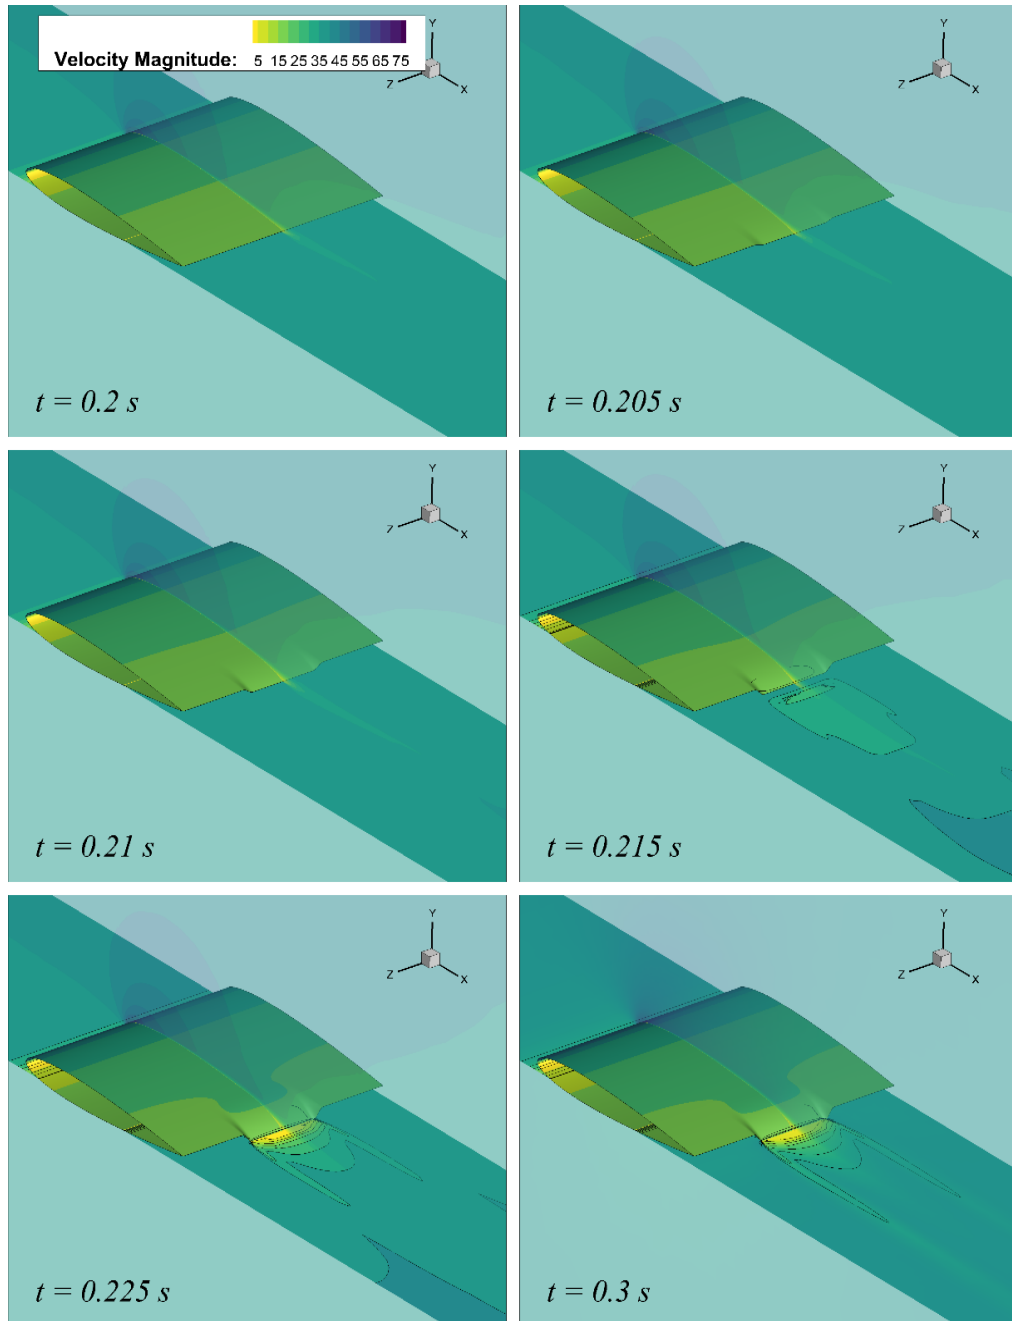 Velocity Magnitude: 5 15 25 35 45 55 65 75
Y
Z
X
t = 0.2 s
Y
Z
X
t = 0.205 s
Y
Z
X
t = 0.21 s
Y
Z
X
t = 0.215 s
Y
Z
X
t = 0.225 s
Y
Z
X
t = 0.3 s